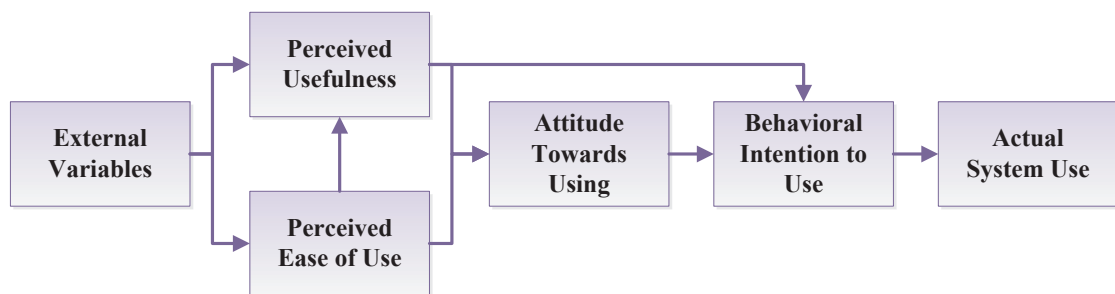 Perceived
Usefulness
External
Variables
Attitude
Towards
Using
Behavioral
Intention to
Use
Actual
System Use
Perceived
Ease of Use